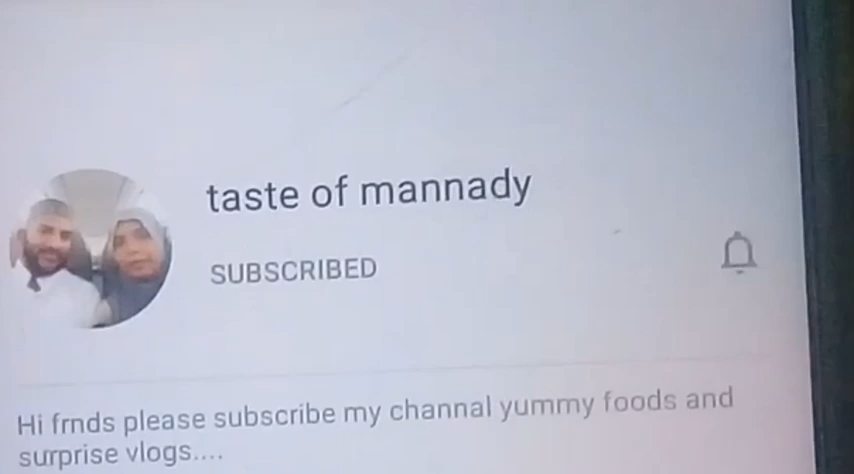 taste of mannady
SUBSCRIBED
Hi frnds please subscribe my channal yummy foods and
surprise vlogs....